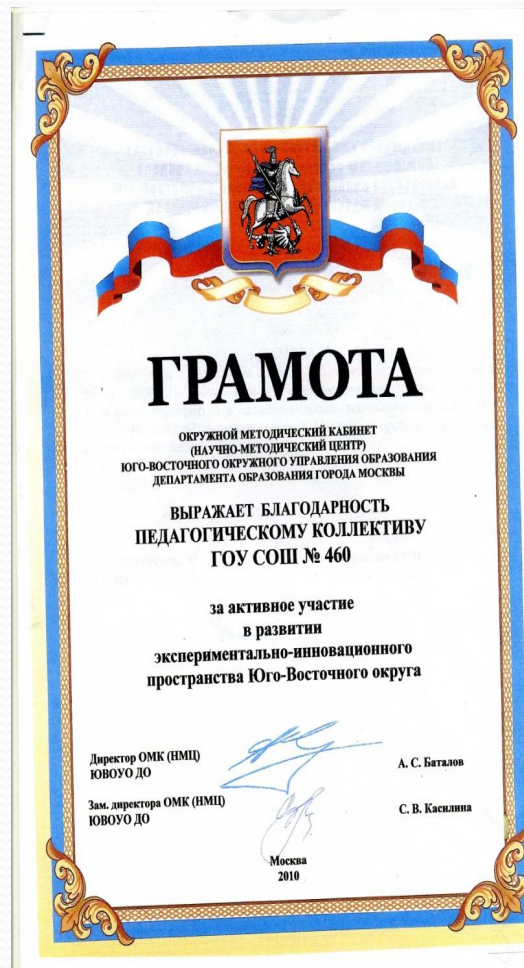 ГРАМОТА
ОКРУЖНОЙ МЕТОДИЧЕСКИЙ КАБИНЕТ
(НАУЧНО-МЕТОДИЧЕСКИЙ ЦЕНТР)
ЮГО-ВОСТОЧНОГО ОКРУЖНОГО УПРАВЛЕНИЯ ОБРАЗОВАНИЯ
ДЕПАРТАМЕНТА ОБРАЗОВАНИЯ ГОРОДА МОСКВЫ
ВЫРАЖАЕТ БЛАГОДАРНОСТЬ
ПЕДАГОГИЧЕСКОМУ КОЛЛЕКТИВУ
ГОУ СОШ № 460
за активное участие
в развитии
экспериментально-инновационного
пространства Юго-Восточного округа
Директор ОМК (НМЦ)
ЮВОУО ДО
А. С. Баталов
Зам. директора ОМК (НМЦ)
ЮВОУО ДО
С. В. Касилина
Москва
2010